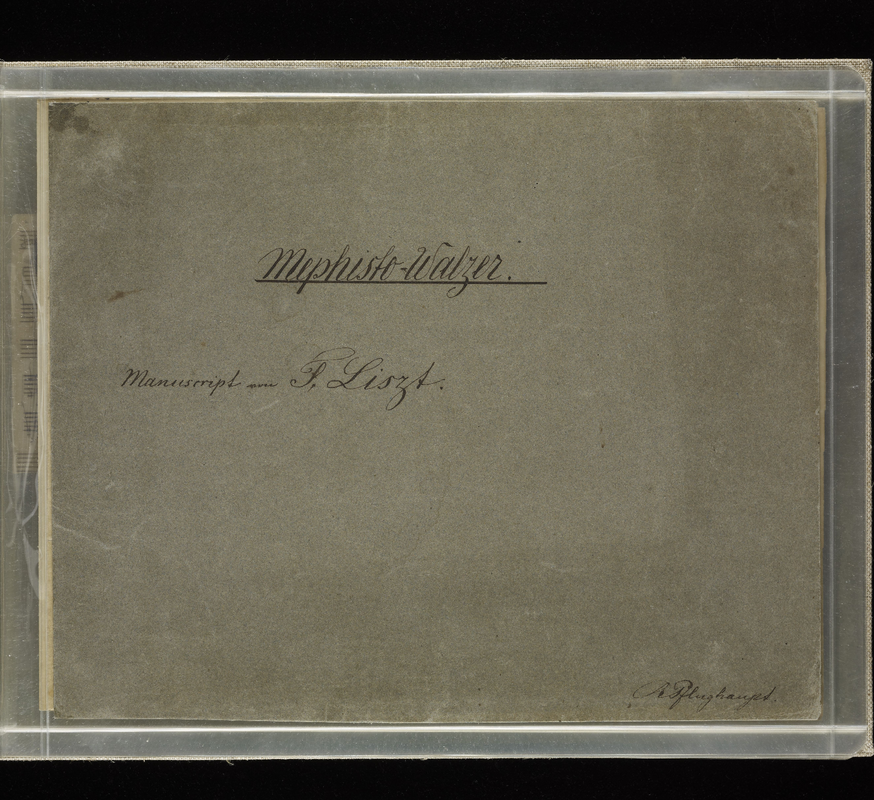 Mephisto-Walzer.
Manuscript von F. Liszt.
R Pflughaupt.